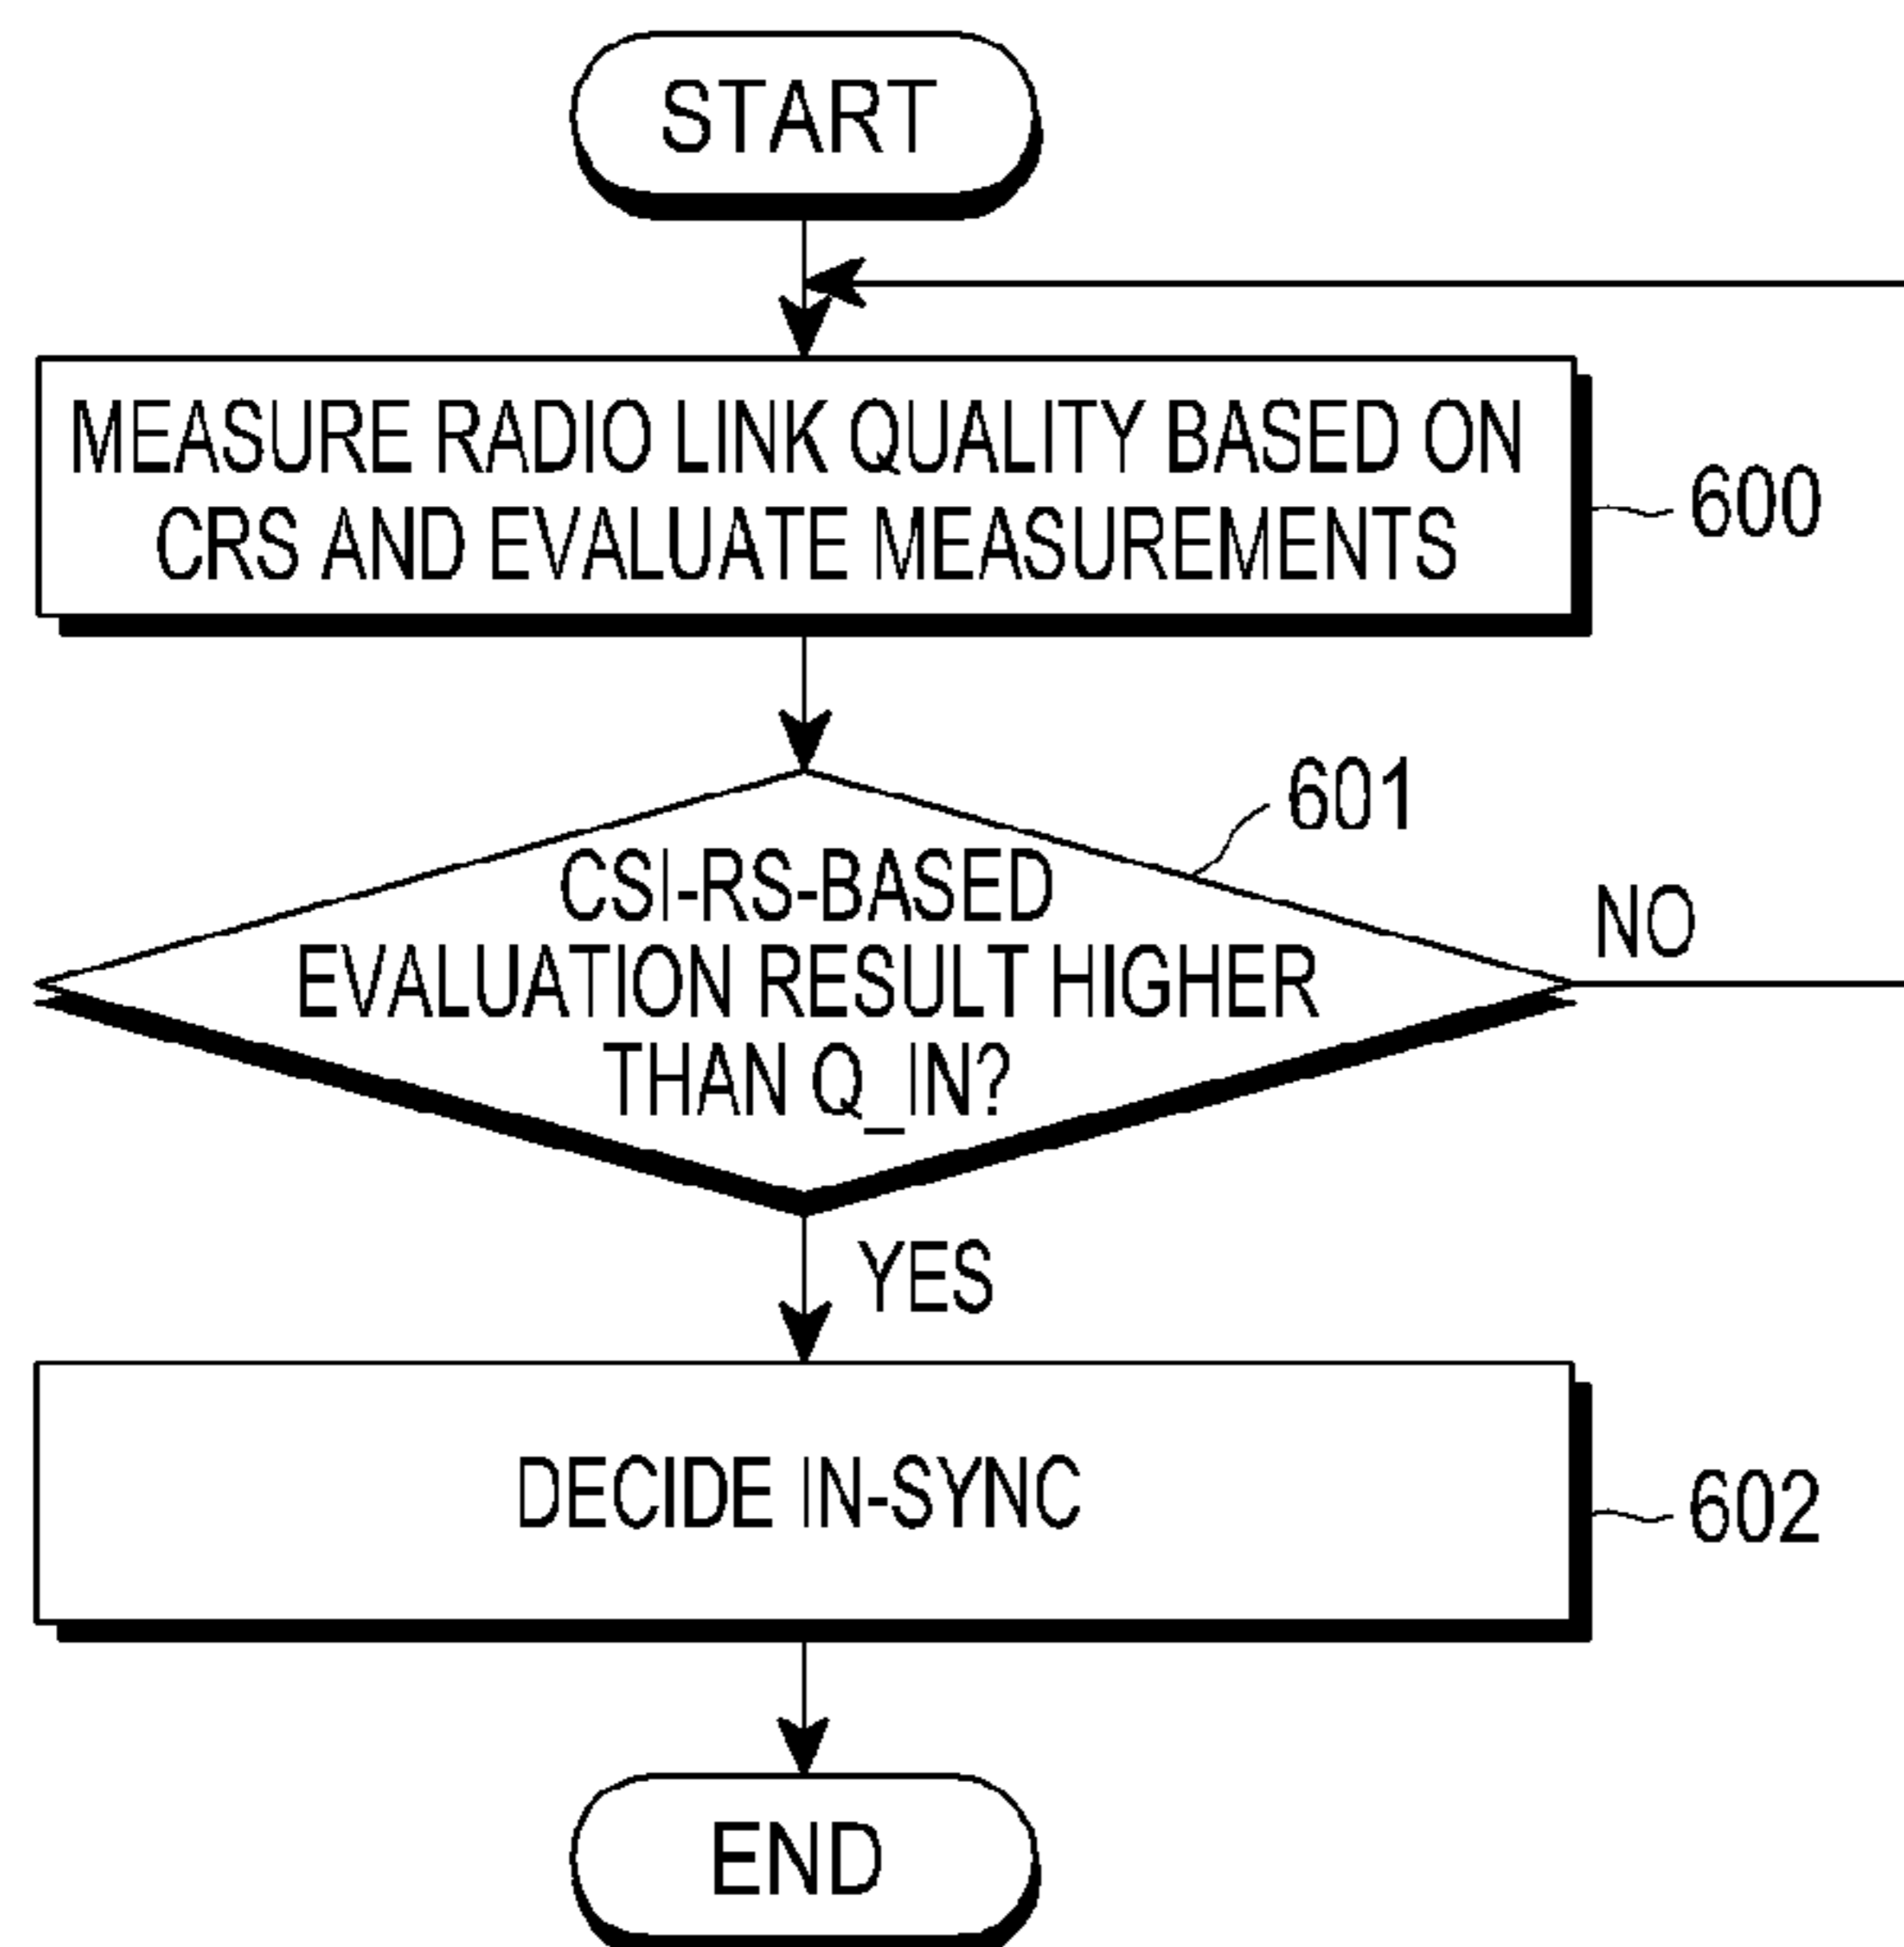 START
MEASURE RADIO LINK QUALITY BASED ON
CRS AND EVALUATE MEASUREMENTS
600
601
CSI-RS-BASED
EVALUATION RESULT HIGHER
THAN Q_IN?
NO
YES
DECIDE IN-SYNC
602
END